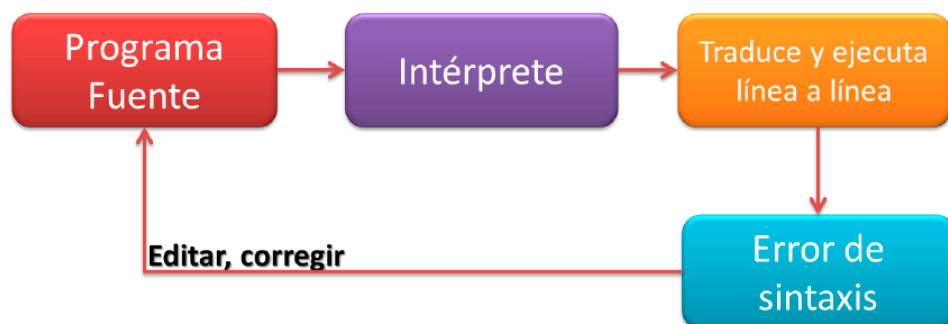 Programa
Fuente
Intérprete
Traduce y ejecuta
línea a línea
Editar, corregir
Error de
sintaxis